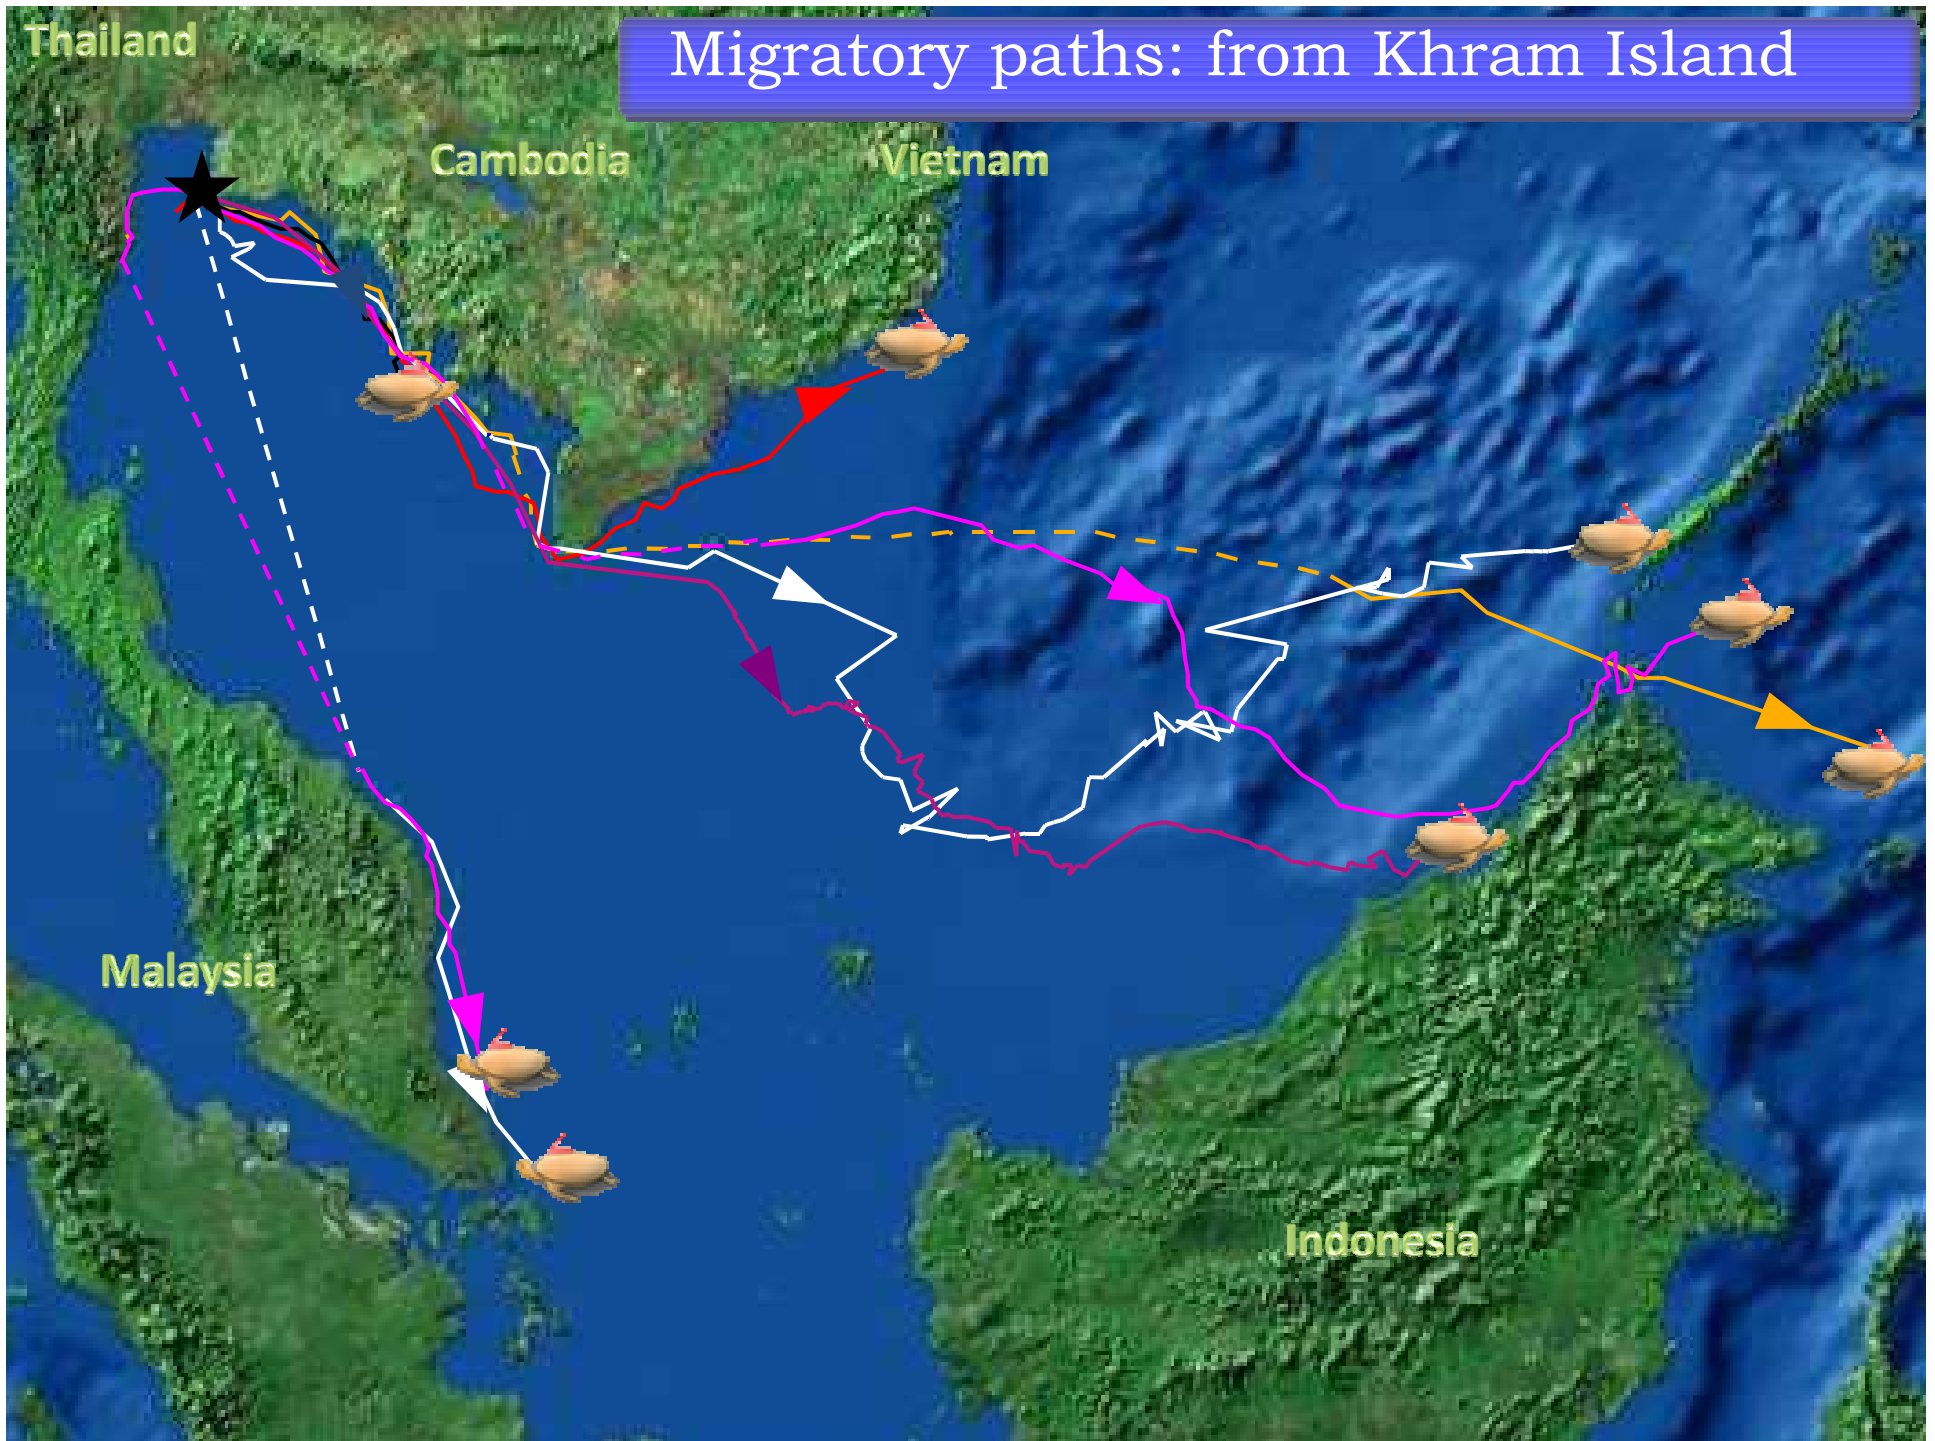 Migratory paths: from Khram Island
Thailand
Cambodia
Vietnam
Malaysia
Indonesia